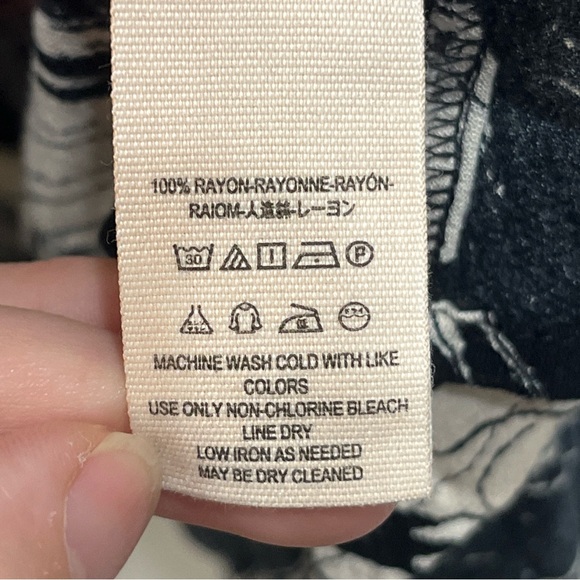 100% RAYON-RAYONNE-RAYÓN-
RAIOM-人造絲-レーヨン
30 P
MACHINE WASH COLD WITH LIKE
COLORS
USE ONLY NON-CHLORINE BLEACH
LINE DRY
LOW IRON AS NEEDED
MAY BE DRY CLEANED